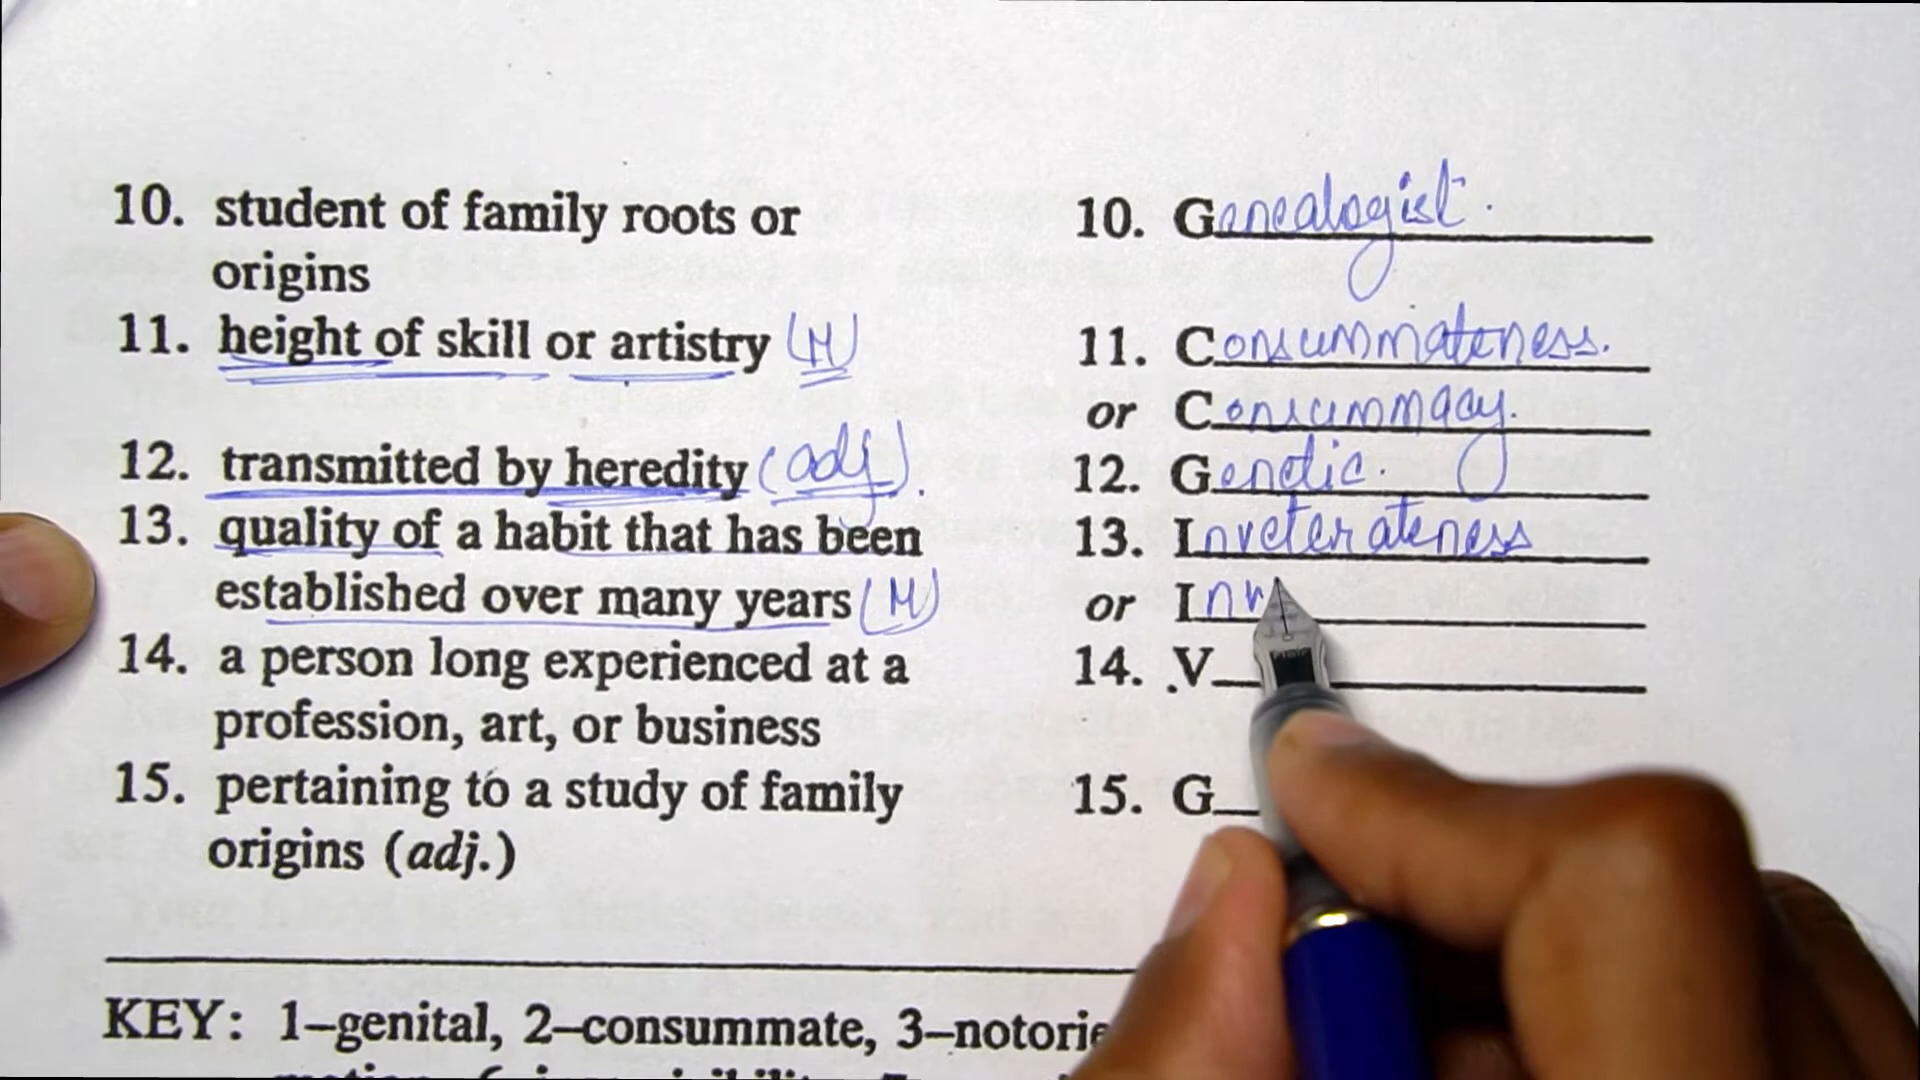 10. student of family roots or 10. Genealogist.
origins
11. height of skill or artistry (N) 11. Consummateness.
or Consummacy.
12. transmitted by heredity (adj). 12. Genetic.
13. quality of a habit that has been 13. Inveterateness
established over many years (N) or Inv
14. a person long experienced at a 14. V
profession, art, or business
15. pertaining to a study of family 15. G
origins (adj.)
KEY: 1–genital, 2–consummate, 3–notorie